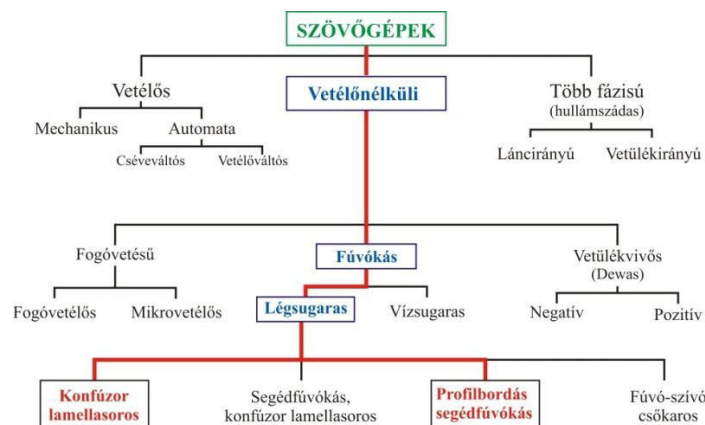 SZÖVŐGÉPEK
Vetélős
Vetélőnélküli
Több fázisú
(hullámszádas)
Mechanikus
Automata
Láncirányú
Vetülékirányú
Cséveváltós
Vetélőváltós
Fogóvetésű
Fúvókás
Vetülékvivős
(Dewas)
Fogóvetélős
Mikrovetélős
Légsugaras
Vízsugaras
Negatív
Pozitív
Konfúzor
lamellasoros
Segédfúvókás,
konfúzor lamellasoros
Profilbordás
segédfúvókás
Fúvó-szívó
csőkaros